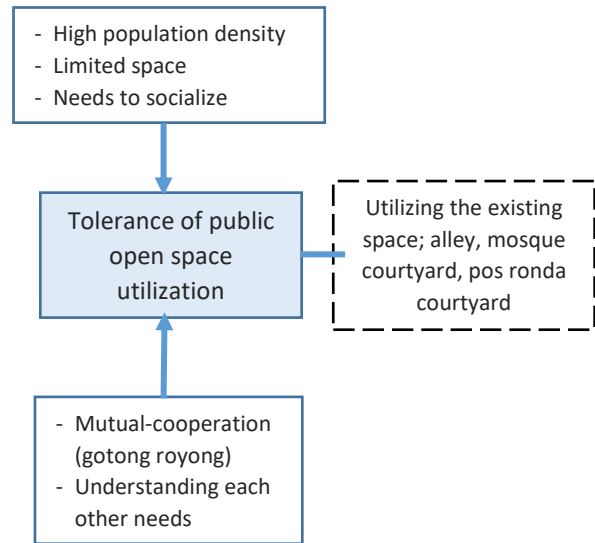 - High population density
- Limited space
- Needs to socialize
Tolerance of public
open space
utilization
Utilizing the existing
space; alley, mosque
courtyard, pos ronda
courtyard
- Mutual-cooperation
(gotong royong)
- Understanding each
other needs